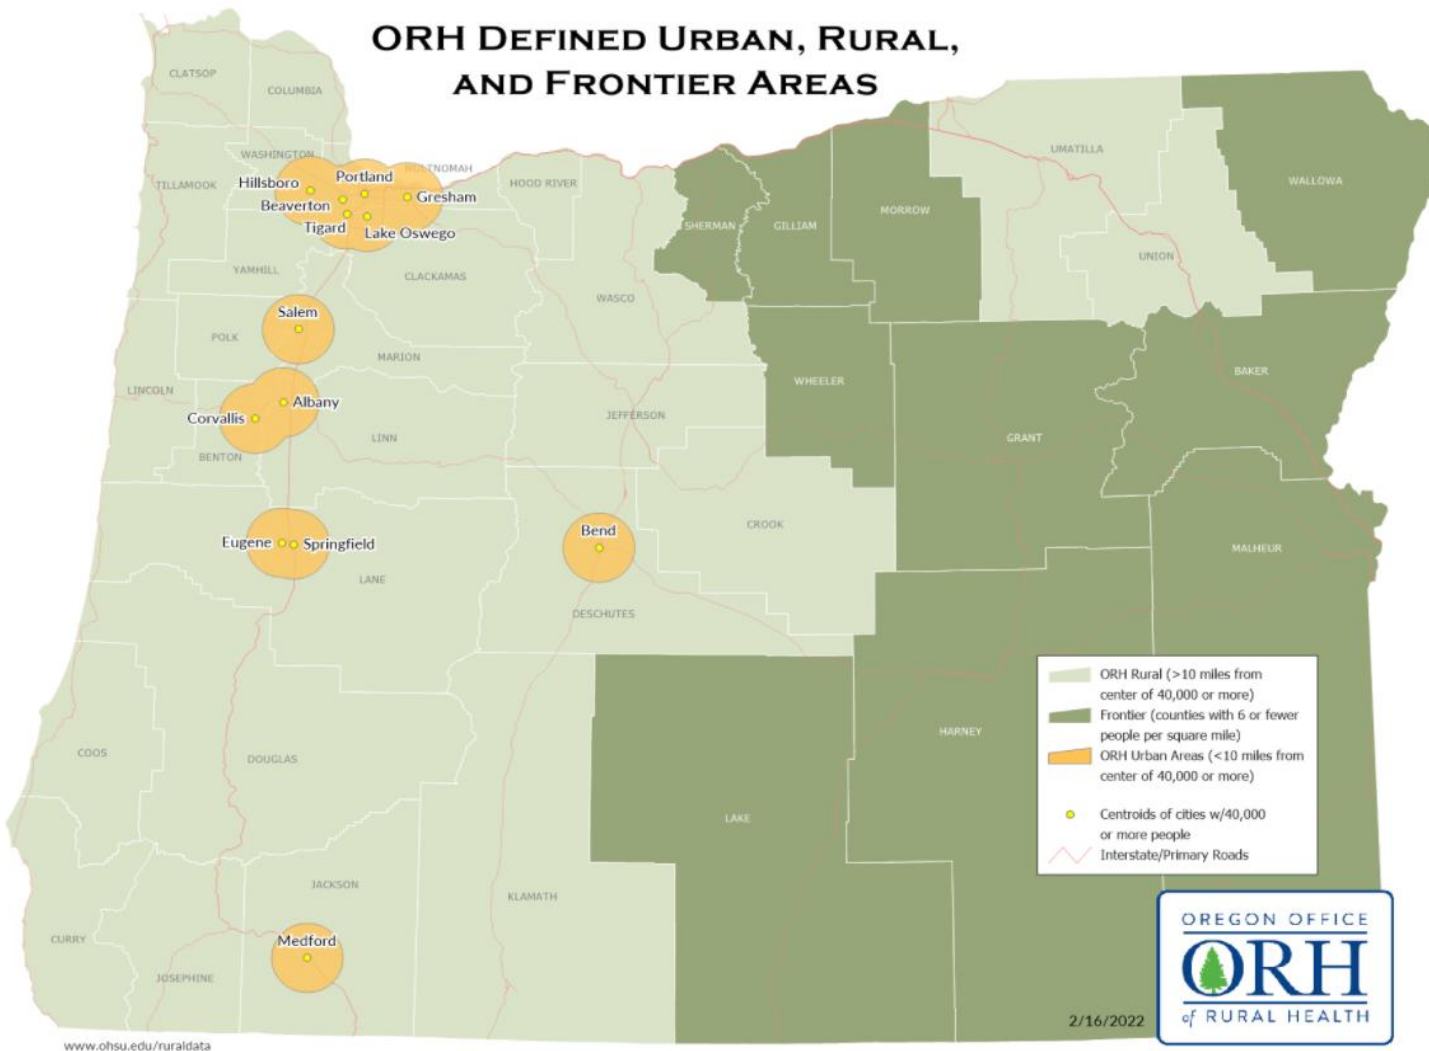 ORH DEFINED URBAN, RURAL,
AND FRONTIER AREAS
CLATSOP
COLUMBIA
WASHINGTON
MULTNOMAH
TILLAMOOK
Hillsboro
Portland
Beaverton
Gresham
Tigard
Lake Oswego
HOOD RIVER
UMATILLA
WALLOWA
MORROW
SHERMAN
GILLIAM
UNION
YAMHILL
CLACKAMAS
WASCO
Salem
POLK
MARION
LINCOLN
WHEELER
BAKER
Albany
Corvallis
JEFFERSON
LINN
GRANT
BENTON
Bend
CROOK
Eugene
Springfield
MALHEUR
LANE
DESCHUTES
ORH Rural (>10 miles from
center of 40,000 or more)
Frontier (counties with 6 or fewer
people per square mile)
ORH Urban Areas (<10 miles from
center of 40,000 or more)
Centroids of cities w/40,000
or more people
Interstate/Primary Roads
HARNEY
COOS
DOUGLAS
LAKE
JACKSON
KLAMATH
CURRY
Medford
JOSEPHINE
OREGON OFFICE
ORH
of RURAL HEALTH
2/16/2022
www.ohsu.edu/ruraldata